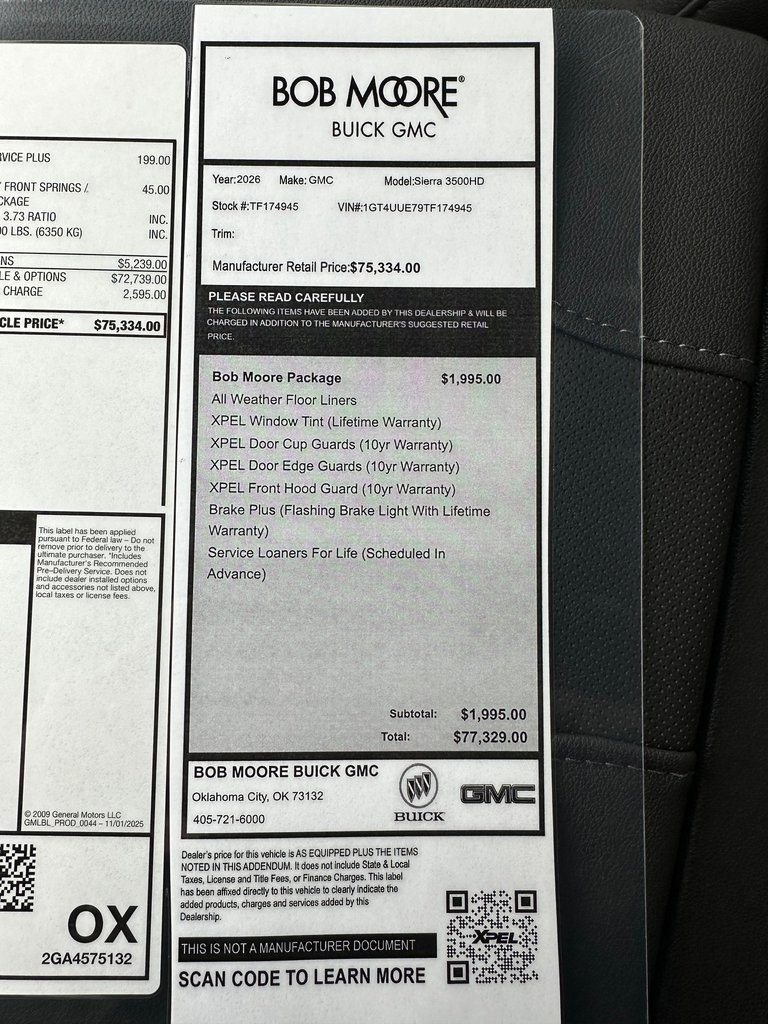 RVICE PLUS 199.00
FRONT SPRINGS / 45.00
CKAGE
3.73 RATIO INC.
0 LBS. (6350 KG) INC.
NS $5,239.00
LE & OPTIONS $72,739.00
CHARGE 2,595.00
CLE PRICE* $75,334.00
This label has been applied
pursuant to Federal law – Do not
remove prior to delivery to the
ultimate purchaser. *Includes
Manufacturer's Recommended
Pre–Delivery Service. Does not
include dealer installed options
and accessories not listed above,
local taxes or license fees.
© 2009 General Motors LLC
GMLBL_PROD_0044 – 11/01/2025
OX
2GA4575132
BOB MOORE®
BUICK GMC
Year:2026 Make: GMC Model:Sierra 3500HD
Stock #:TF174945 VIN#:1GT4UUE79TF174945
Trim:
Manufacturer Retail Price:$75,334.00
PLEASE READ CAREFULLY
THE FOLLOWING ITEMS HAVE BEEN ADDED BY THIS DEALERSHIP & WILL BE
CHARGED IN ADDITION TO THE MANUFACTURER'S SUGGESTED RETAIL
PRICE.
Bob Moore Package $1,995.00
All Weather Floor Liners
XPEL Window Tint (Lifetime Warranty)
XPEL Door Cup Guards (10yr Warranty)
XPEL Door Edge Guards (10yr Warranty)
XPEL Front Hood Guard (10yr Warranty)
Brake Plus (Flashing Brake Light With Lifetime
Warranty)
Service Loaners For Life (Scheduled In
Advance)
Subtotal: $1,995.00
Total: $77,329.00
BOB MOORE BUICK GMC
Oklahoma City, OK 73132
405-721-6000
BUICK
GMC
Dealer's price for this vehicle is AS EQUIPPED PLUS THE ITEMS
NOTED IN THIS ADDENDUM. It does not include State & Local
Taxes, License and Title Fees, or Finance Charges. This label
has been affixed directly to this vehicle to clearly indicate the
added products, charges and services added by this
Dealership.
THIS IS NOT A MANUFACTURER DOCUMENT
SCAN CODE TO LEARN MORE
XPEL